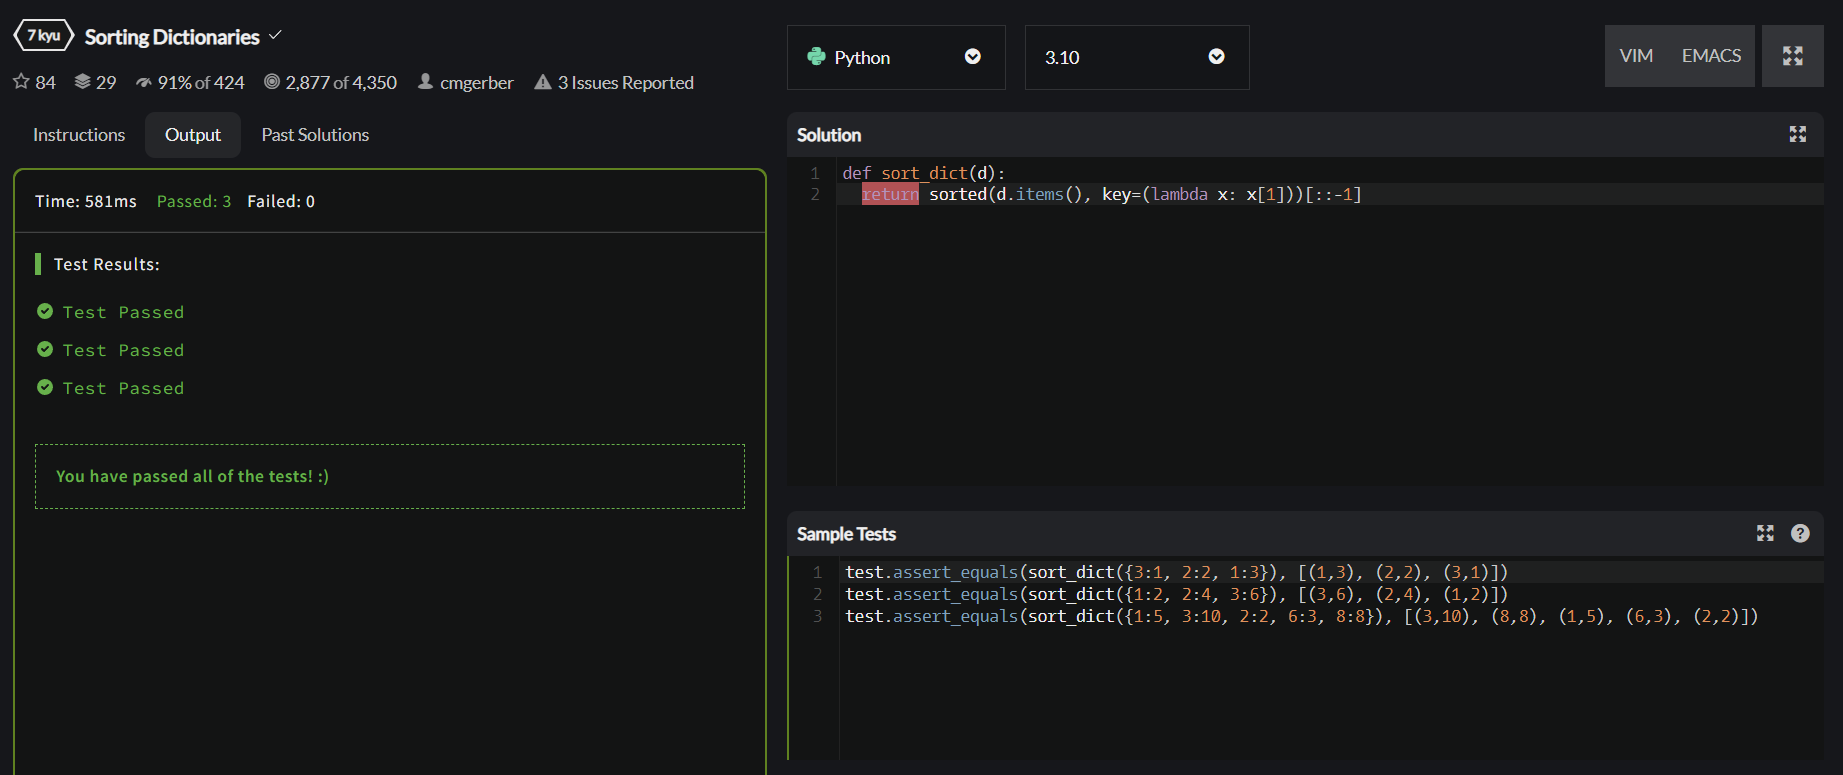 7 kyu Sorting Dictionaries
84 29 91% of 424 2,877 of 4,350 cmgerber 3 Issues Reported
Instructions Output Past Solutions
Time: 581ms Passed: 3 Failed: 0
Test Results:
Test Passed
Test Passed
Test Passed
You have passed all of the tests! :)
Python 3.10 VIM EMACS
Solution
1 def sort_dict(d):
2   return sorted(d.items(), key=(lambda x: x[1]))[::-1]
Sample Tests
1 test.assert_equals(sort_dict({3:1, 2:2, 1:3}), [(1,3), (2,2), (3,1)])
2 test.assert_equals(sort_dict({1:2, 2:4, 3:6}), [(3,6), (2,4), (1,2)])
3 test.assert_equals(sort_dict({1:5, 3:10, 2:2, 6:3, 8:8}), [(3,10), (8,8), (1,5), (6,3), (2,2)])